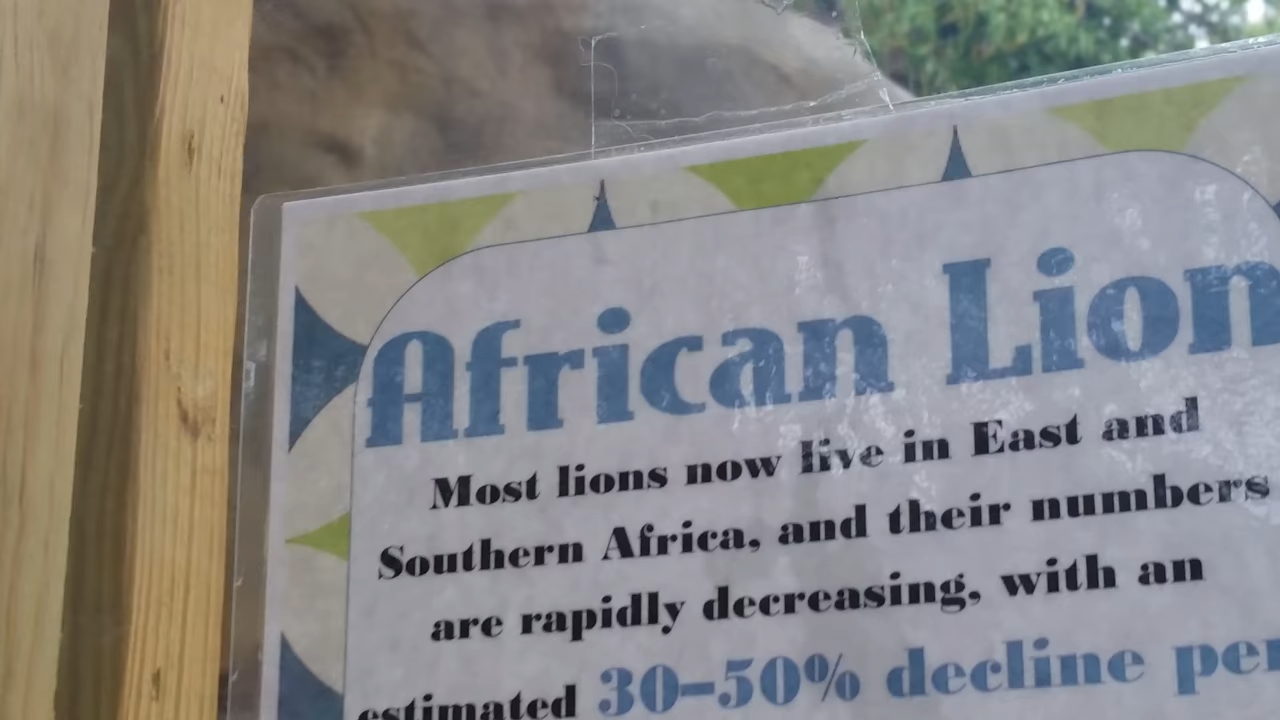 African Lion
Most lions now live in East and
Southern Africa, and their numbers
are rapidly decreasing, with an
estimated 30–50% decline per